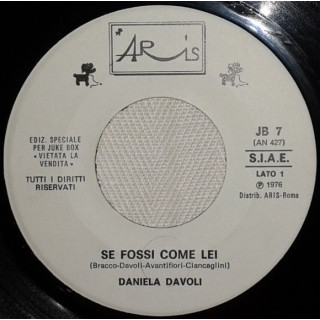 ARIS
EDIZ. SPECIALE
PER JUKE BOX
«VIETATA LA
VENDITA»
TUTTI I DIRITTI
RISERVATI
JB 7
(AN 427)
S.I.A.E.
LATO 1
℗ 1976
Distrib. ARIS-Roma
SE FOSSI COME LEI
(Bracco-Davoli-Avantifiori-Ciancaglini)
DANIELA DAVOLI